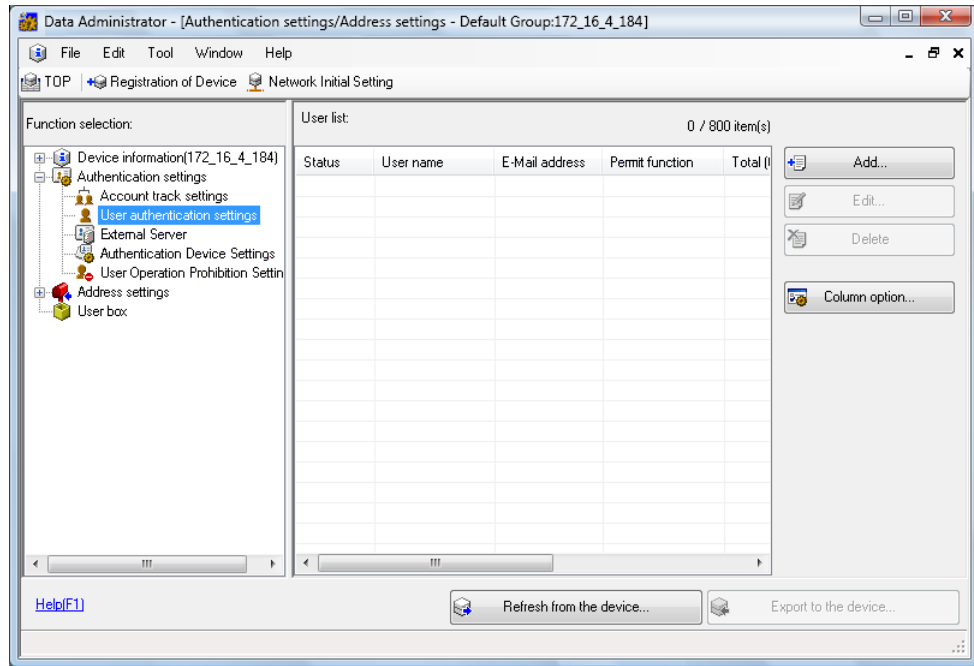 Data Administrator - [Authentication settings/Address settings - Default Group:172_16_4_184]
File Edit Tool Window Help
TOP Registration of Device Network Initial Setting
Function selection:
Device information(172_16_4_184)
Authentication settings
Account track settings
User authentication settings
External Server
Authentication Device Settings
User Operation Prohibition Settin
Address settings
User box
User list:
0 / 800 item(s)
Status User name E-Mail address Permit function Total (
Add...
Edit...
Delete
Column option...
Help(F1)
Refresh from the device...
Export to the device...